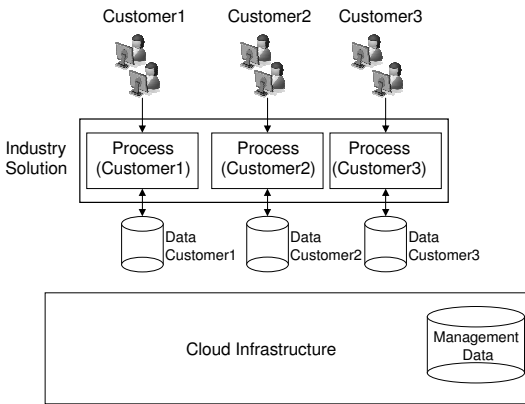 Customer1
Customer2
Customer3
Industry
Solution
Process
(Customer1)
Process
(Customer2)
Process
(Customer3)
Data
Customer1
Data
Customer2
Data
Customer3
Cloud Infrastructure
Management
Data